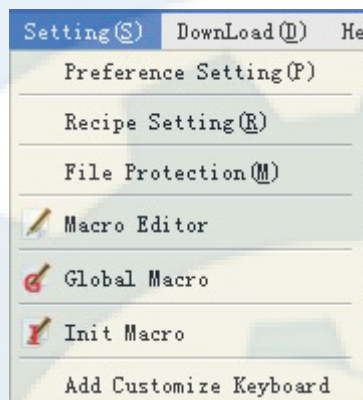 Setting(S) DownLoad(D) He
Preference Setting(P)
Recipe Setting(R)
File Protection(M)
Macro Editor
Global Macro
Init Macro
Add Customize Keyboard